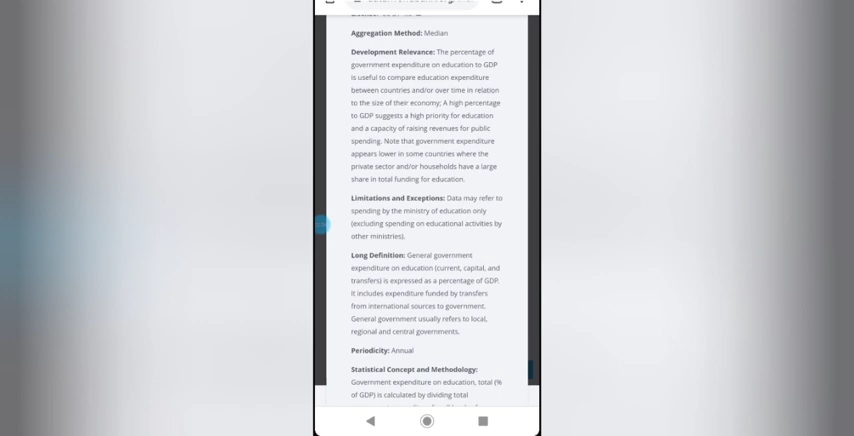 Aggregation Method: Median
Development Relevance: The percentage of
government expenditure on education to GDP
is useful to compare education expenditure
between countries and/or over time in relation
to the size of their economy; A high percentage
to GDP suggests a high priority for education
and a capacity of raising revenues for public
spending. Note that government expenditure
appears lower in some countries where the
private sector and/or households have a large
share in total funding for education.
Limitations and Exceptions: Data may refer to
spending by the ministry of education only
(excluding spending on educational activities by
other ministries).
Long Definition: General government
expenditure on education (current, capital, and
transfers) is expressed as a percentage of GDP.
It includes expenditure funded by transfers
from international sources to government.
General government usually refers to local,
regional and central governments.
Periodicity: Annual
Statistical Concept and Methodology:
Government expenditure on education, total (%
of GDP) is calculated by dividing total